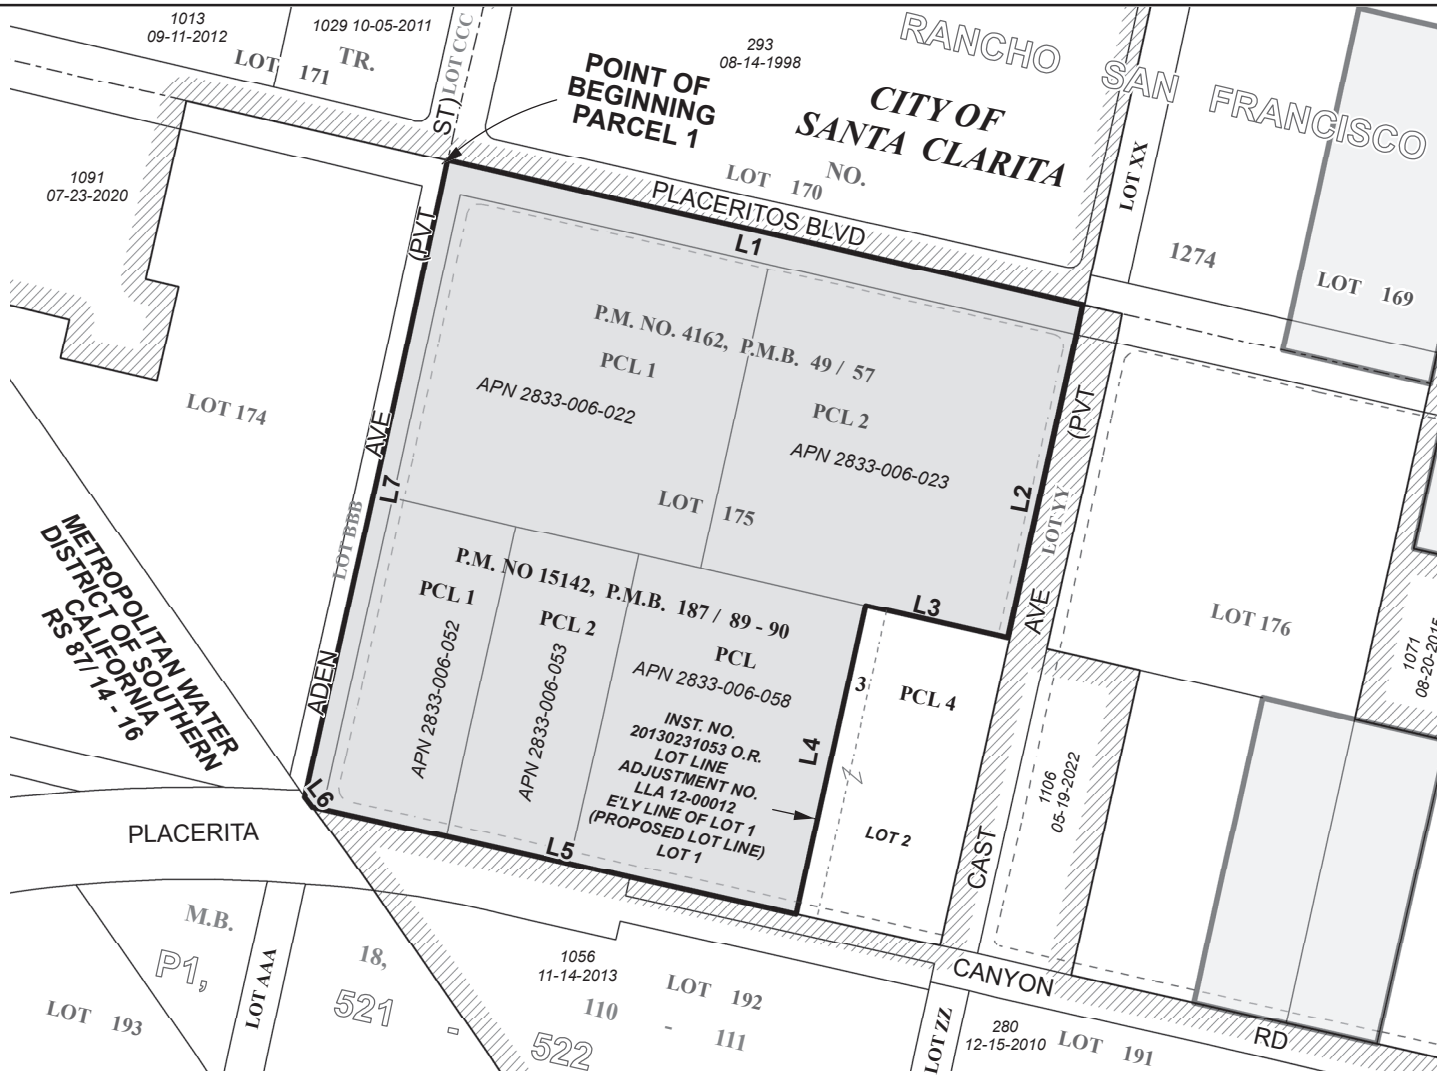 1013
09-11-2012
1029 10-05-2011
LOT 171 TR.
LOT CCC
ST)
POINT OF
BEGINNING
PARCEL 1
293
08-14-1998
RANCHO SAN FRANCISCO
CITY OF
SANTA CLARITA
LOT 170 NO.
LOT XX
1274
LOT 169
1091
07-23-2020
(PVT
PLACERITOS BLVD
L1
P.M. NO. 4162, P.M.B. 49 / 57
PCL 1
APN 2833-006-022
PCL 2
APN 2833-006-023
(PVT
LOT 174
AVE
L7
L2
LOT 175
LOT YY
LOT BBB
METROPOLITAN WATER
DISTRICT OF SOUTHERN
CALIFORNIA
RS 87/ 14 - 16
P.M. NO 15142, P.M.B. 187 / 89 - 90
PCL 1
APN 2833-006-052
PCL 2
APN 2833-006-053
PCL
3
APN 2833-006-058
L3
AVE
LOT 176
1071
08-20-2015
ADEN
PCL 4
INST. NO.
20130231053 O.R.
LOT LINE
ADJUSTMENT NO.
LLA 12-00012
E'LY LINE OF LOT 1
(PROPOSED LOT LINE)
LOT 1
L4
LOT 2
1106
05-19-2022
L6
PLACERITA
L5
CAST
M.B.
P1,
LOT AAA
18,
521 - 522
1056
11-14-2013
LOT 192
110 - 111
CANYON
RD
LOT 193
LOT ZZ
280
12-15-2010
LOT 191